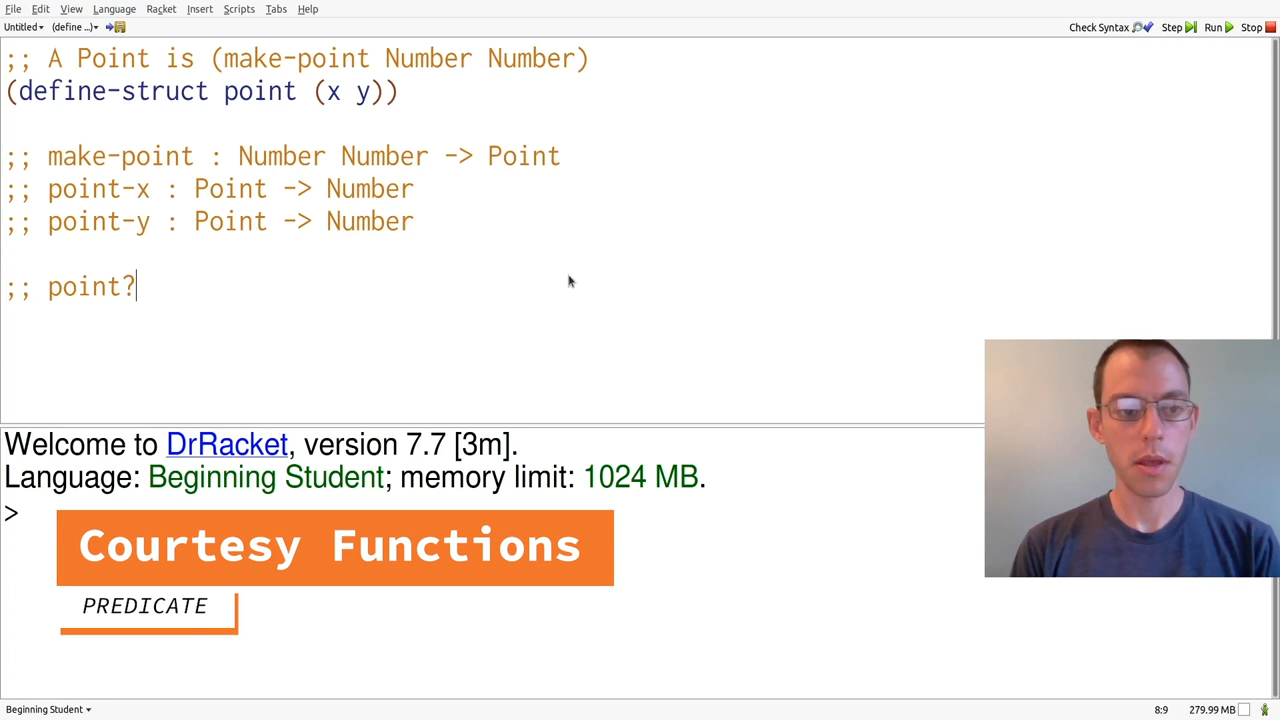 File Edit View Language Racket Insert Scripts Tabs Help
Untitled▾ (define ...)▾ Check Syntax Step Run Stop
;; A Point is (make-point Number Number)
(define-struct point (x y))
;; make-point : Number Number -> Point
;; point-x : Point -> Number
;; point-y : Point -> Number
;; point?
Welcome to DrRacket, version 7.7 [3m].
Language: Beginning Student; memory limit: 1024 MB.
>
Courtesy Functions
PREDICATE
Beginning Student▾ 8:9 279.99 MB